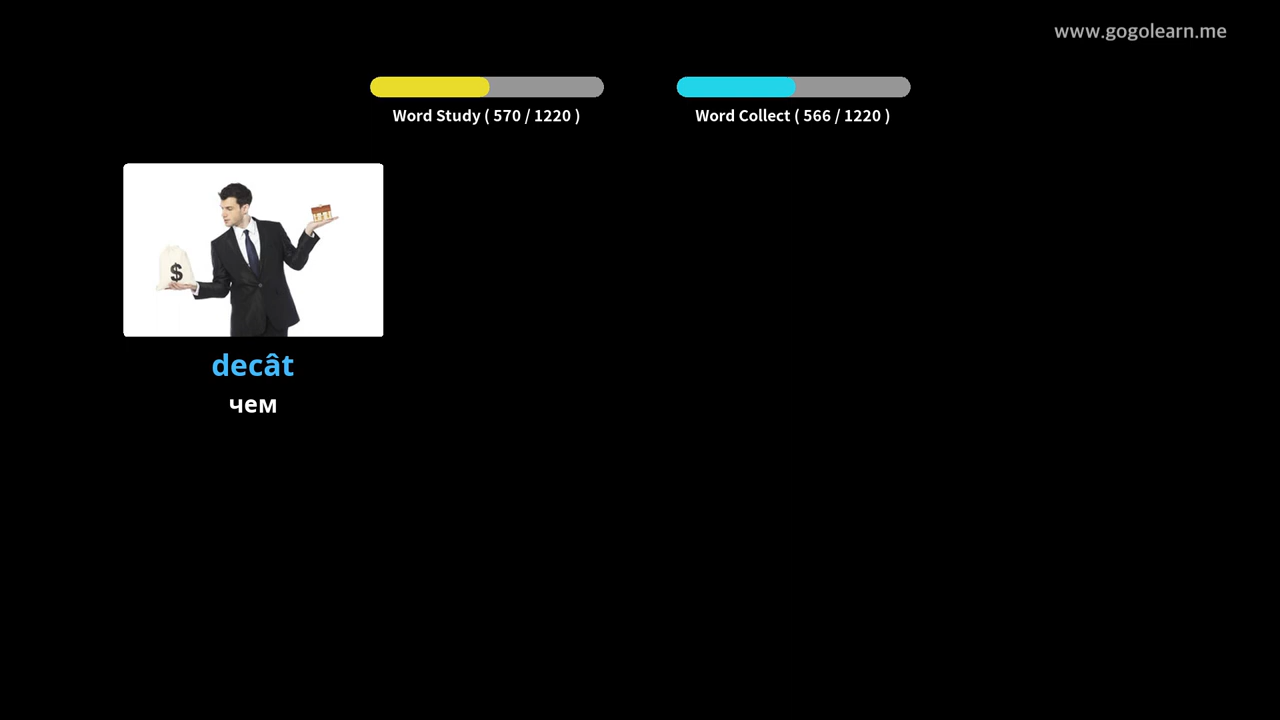 www.gogolearn.me
Word Study ( 570 / 1220 )
Word Collect ( 566 / 1220 )
$
decât
чем